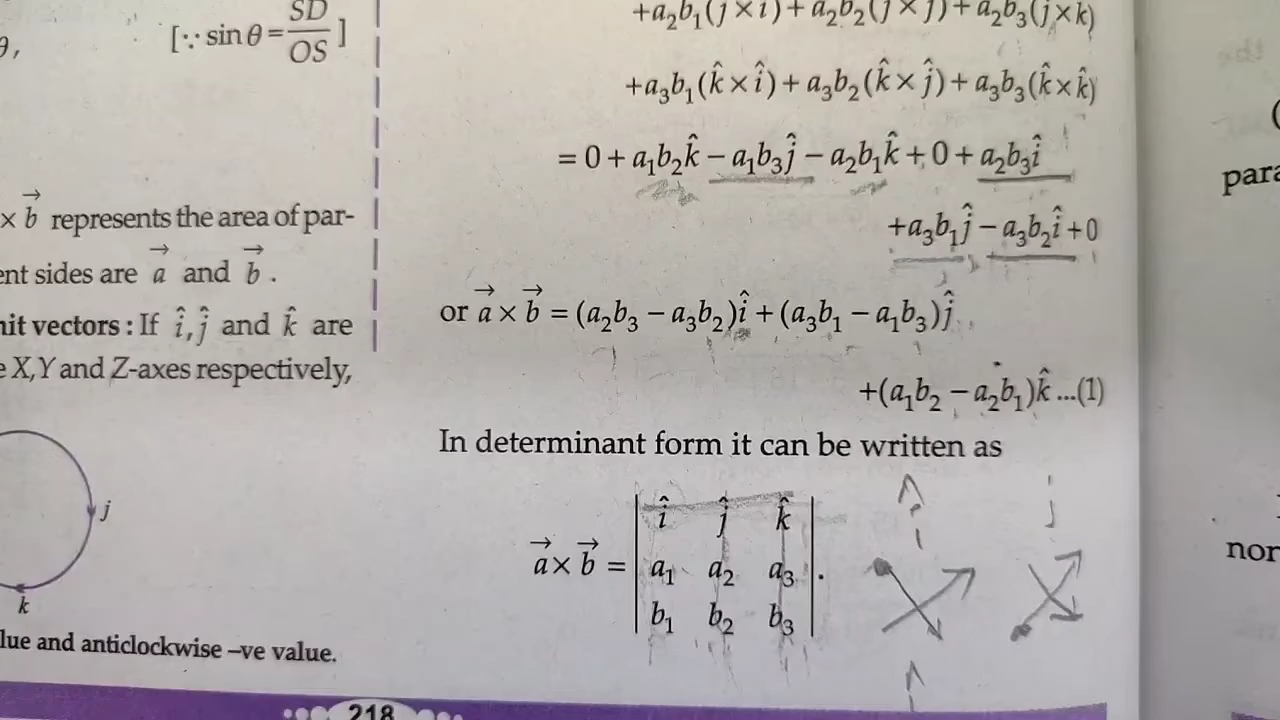 θ,
[∵ sin θ = SD/OS]
× b⃗ represents the area of par-
ent sides are a⃗ and b⃗ .
nit vectors : If î, ĵ and k̂ are
e X, Y and Z-axes respectively,
j
k
lue and anticlockwise –ve value.
+a₂b₁(ĵ × î) + a₂b₂(ĵ × ĵ) + a₂b₃(ĵ × k̂)
+a₃b₁(k̂ × î) + a₃b₂(k̂ × ĵ) + a₃b₃(k̂ × k̂)
= 0 + a₁b₂k̂ – a₁b₃ĵ – a₂b₁k̂ + 0 + a₂b₃î
+a₃b₁ĵ – a₃b₂î + 0
or a⃗ × b⃗ = (a₂b₃ – a₃b₂)î + (a₃b₁ – a₁b₃)ĵ
+(a₁b₂ – a₂b₁)k̂ ...(1)
In determinant form it can be written as
a⃗ × b⃗ = | î ĵ k̂ |
| a₁ a₂ a₃ | .
| b₁ b₂ b₃ |
218
para
nor